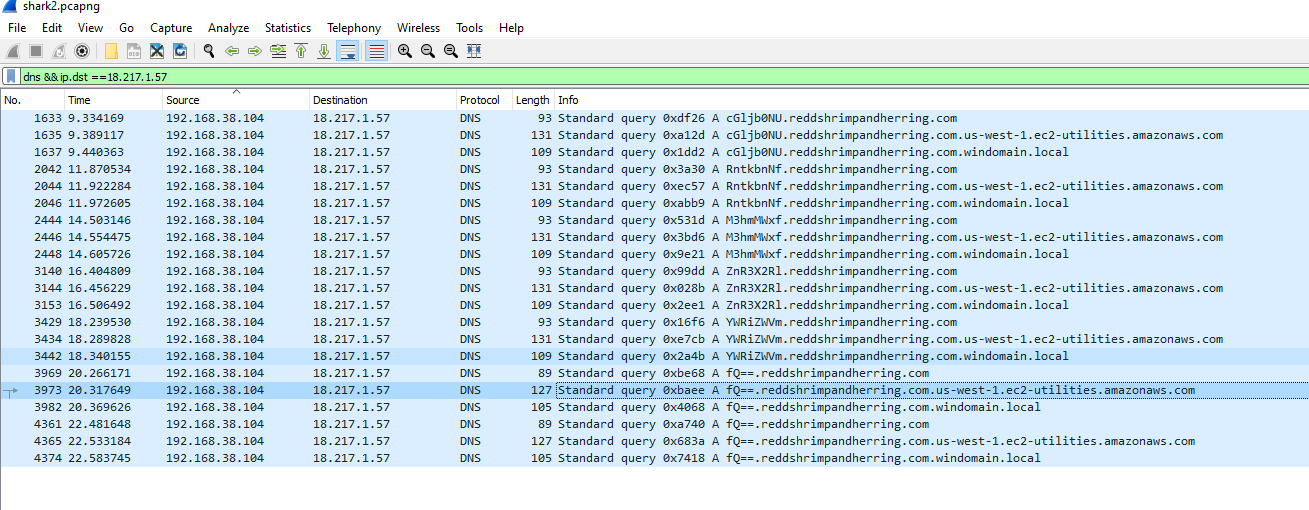 shark2.pcapng
File Edit View Go Capture Analyze Statistics Telephony Wireless Tools Help
dns && ip.dst ==18.217.1.57
No. Time Source Destination Protocol Length Info
1633 9.334169 192.168.38.104 18.217.1.57 DNS 93 Standard query 0xdf26 A cGljb0NU.reddshrimpandherring.com
1635 9.389117 192.168.38.104 18.217.1.57 DNS 131 Standard query 0xa12d A cGljb0NU.reddshrimpandherring.com.us-west-1.ec2-utilities.amazonaws.com
1637 9.440363 192.168.38.104 18.217.1.57 DNS 109 Standard query 0x1dd2 A cGljb0NU.reddshrimpandherring.com.windomain.local
2042 11.870534 192.168.38.104 18.217.1.57 DNS 93 Standard query 0x3a30 A RntkbnNf.reddshrimpandherring.com
2044 11.922284 192.168.38.104 18.217.1.57 DNS 131 Standard query 0xec57 A RntkbnNf.reddshrimpandherring.com.us-west-1.ec2-utilities.amazonaws.com
2046 11.972605 192.168.38.104 18.217.1.57 DNS 109 Standard query 0xabb9 A RntkbnNf.reddshrimpandherring.com.windomain.local
2444 14.503146 192.168.38.104 18.217.1.57 DNS 93 Standard query 0x531d A M3hmMWxf.reddshrimpandherring.com
2446 14.554475 192.168.38.104 18.217.1.57 DNS 131 Standard query 0x3bd6 A M3hmMWxf.reddshrimpandherring.com.us-west-1.ec2-utilities.amazonaws.com
2448 14.605726 192.168.38.104 18.217.1.57 DNS 109 Standard query 0x9e21 A M3hmMWxf.reddshrimpandherring.com.windomain.local
3140 16.404809 192.168.38.104 18.217.1.57 DNS 93 Standard query 0x99dd A ZnR3X2Rl.reddshrimpandherring.com
3144 16.456229 192.168.38.104 18.217.1.57 DNS 131 Standard query 0x028b A ZnR3X2Rl.reddshrimpandherring.com.us-west-1.ec2-utilities.amazonaws.com
3153 16.506492 192.168.38.104 18.217.1.57 DNS 109 Standard query 0x2ee1 A ZnR3X2Rl.reddshrimpandherring.com.windomain.local
3429 18.239530 192.168.38.104 18.217.1.57 DNS 93 Standard query 0x16f6 A YWRiZWVm.reddshrimpandherring.com
3434 18.289828 192.168.38.104 18.217.1.57 DNS 131 Standard query 0xe7cb A YWRiZWVm.reddshrimpandherring.com.us-west-1.ec2-utilities.amazonaws.com
3442 18.340155 192.168.38.104 18.217.1.57 DNS 109 Standard query 0x2a4b A YWRiZWVm.reddshrimpandherring.com.windomain.local
3969 20.266171 192.168.38.104 18.217.1.57 DNS 89 Standard query 0xbe68 A fQ==.reddshrimpandherring.com
3973 20.317649 192.168.38.104 18.217.1.57 DNS 127 Standard query 0xbaee A fQ==.reddshrimpandherring.com.us-west-1.ec2-utilities.amazonaws.com
3982 20.369626 192.168.38.104 18.217.1.57 DNS 105 Standard query 0x4068 A fQ==.reddshrimpandherring.com.windomain.local
4361 22.481648 192.168.38.104 18.217.1.57 DNS 89 Standard query 0xa740 A fQ==.reddshrimpandherring.com
4365 22.533184 192.168.38.104 18.217.1.57 DNS 127 Standard query 0x683a A fQ==.reddshrimpandherring.com.us-west-1.ec2-utilities.amazonaws.com
4374 22.583745 192.168.38.104 18.217.1.57 DNS 105 Standard query 0x7418 A fQ==.reddshrimpandherring.com.windomain.local